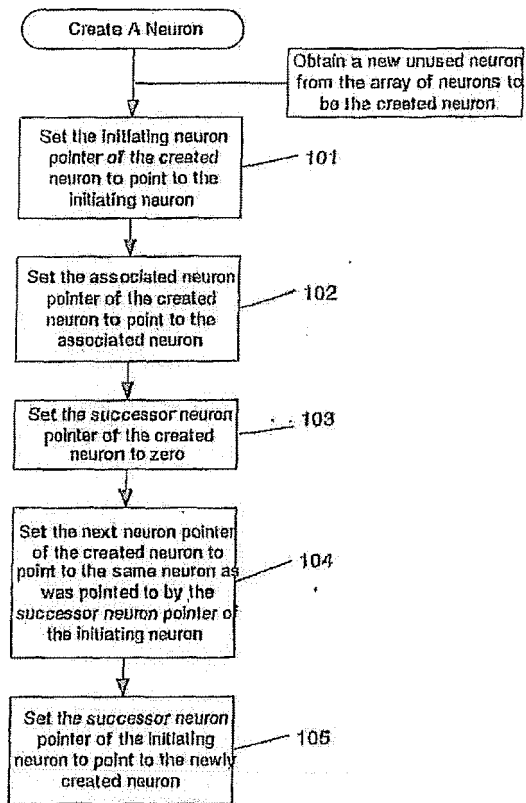 Create A Neuron
Obtain a new unused neuron
from the array of neurons to
be the created neuron
Set the initiating neuron
pointer of the created
neuron to point to the
initiating neuron
101
Set the associated neuron
pointer of the created
neuron to point to the
associated neuron
102
Set the successor neuron
pointer of the created
neuron to zero
103
Set the next neuron pointer
of the created neuron to
point to the same neuron as
was pointed to by the
successor neuron pointer of
the initiating neuron
104
Set the successor neuron
pointer of the initiating
neuron to point to the newly
created neuron
105